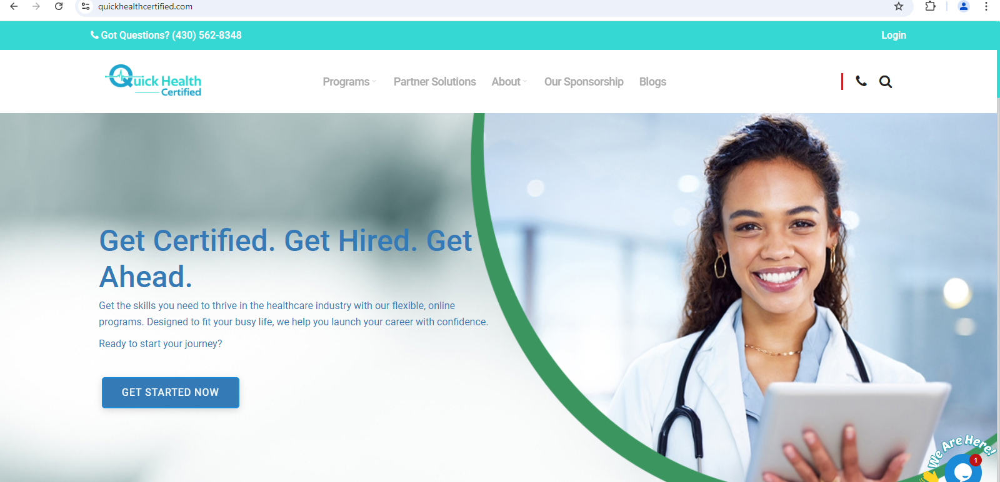 quickhealthcertified.com
Got Questions? (430) 562-8348
Login
Quick Health
Certified
Programs
Partner Solutions
About
Our Sponsorship
Blogs
Get Certified. Get Hired. Get
Ahead.
Get the skills you need to thrive in the healthcare industry with our flexible, online
programs. Designed to fit your busy life, we help you launch your career with confidence.
Ready to start your journey?
GET STARTED NOW
We Are Here!
1